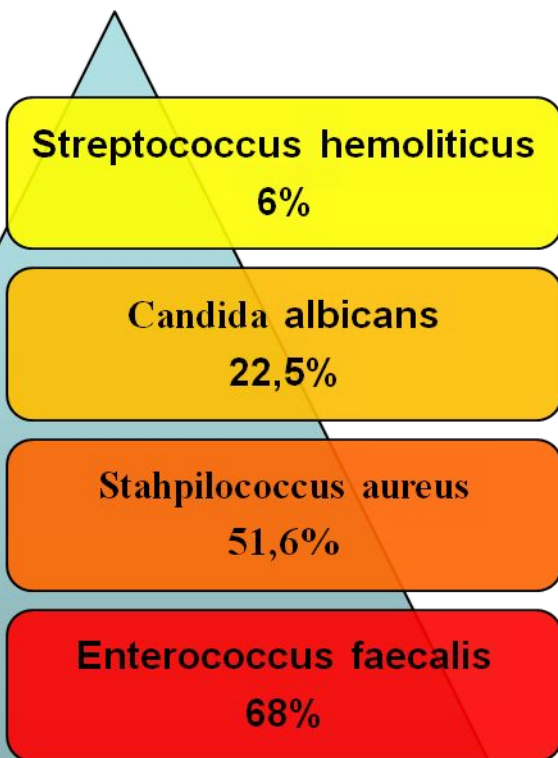 Streptococcus hemoliticus
6%
Candida albicans
22,5%
Stahpilococcus aureus
51,6%
Enterococcus faecalis
68%